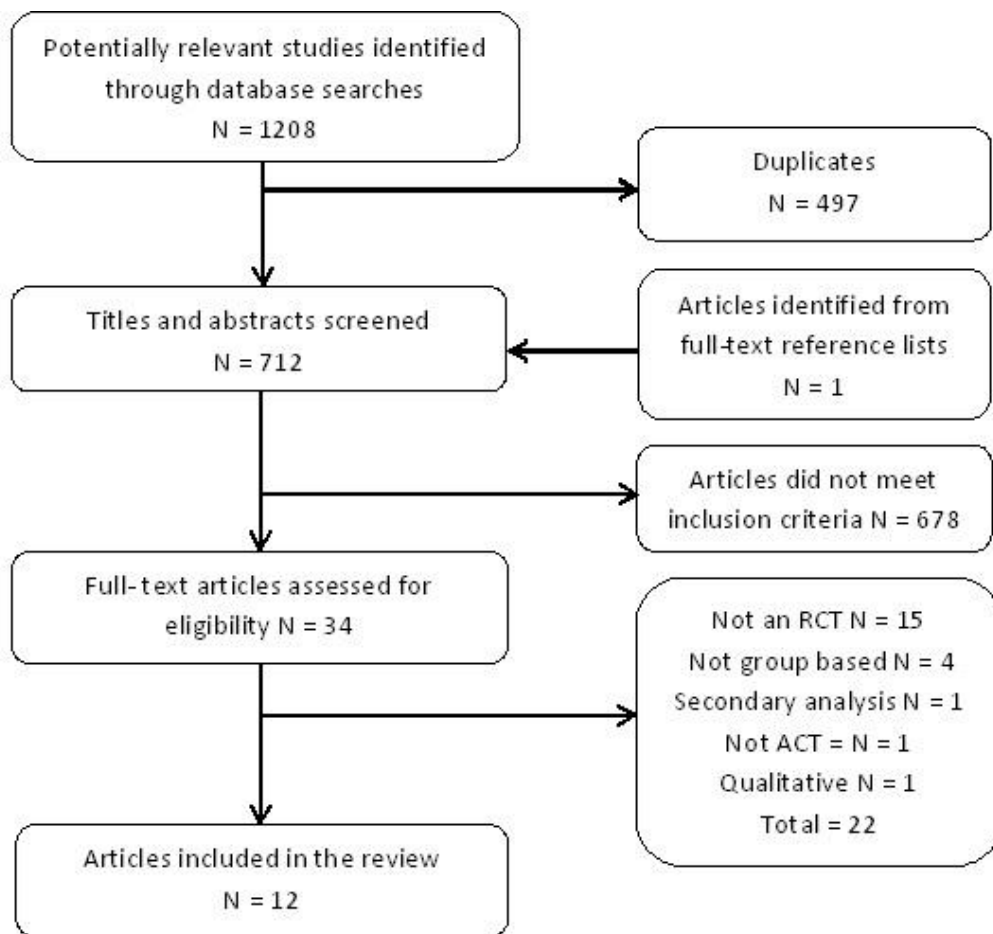 Potentially relevant studies identified
through database searches
N = 1208
Duplicates
N = 497
Titles and abstracts screened
N = 712
Articles identified from
full-text reference lists
N = 1
Articles did not meet
inclusion criteria N = 678
Full-text articles assessed for
eligibility N = 34
Not an RCT N = 15
Not group based N = 4
Secondary analysis N = 1
Not ACT = N = 1
Qualitative N = 1
Total = 22
Articles included in the review
N = 12